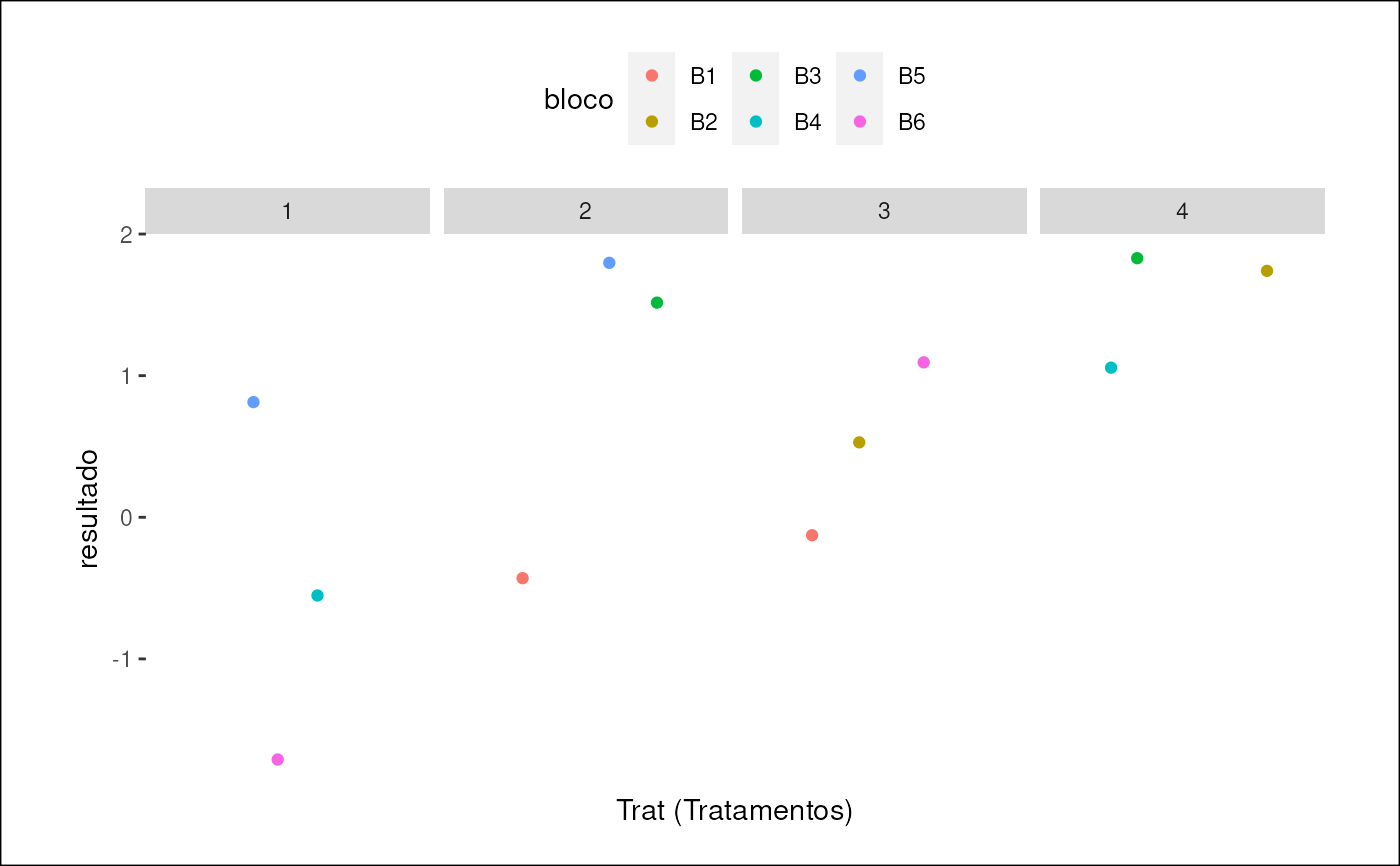 bloco
B1 B3 B5
B2 B4 B6
1 2 3 4
2
1
0
-1
resultado
Trat (Tratamentos)